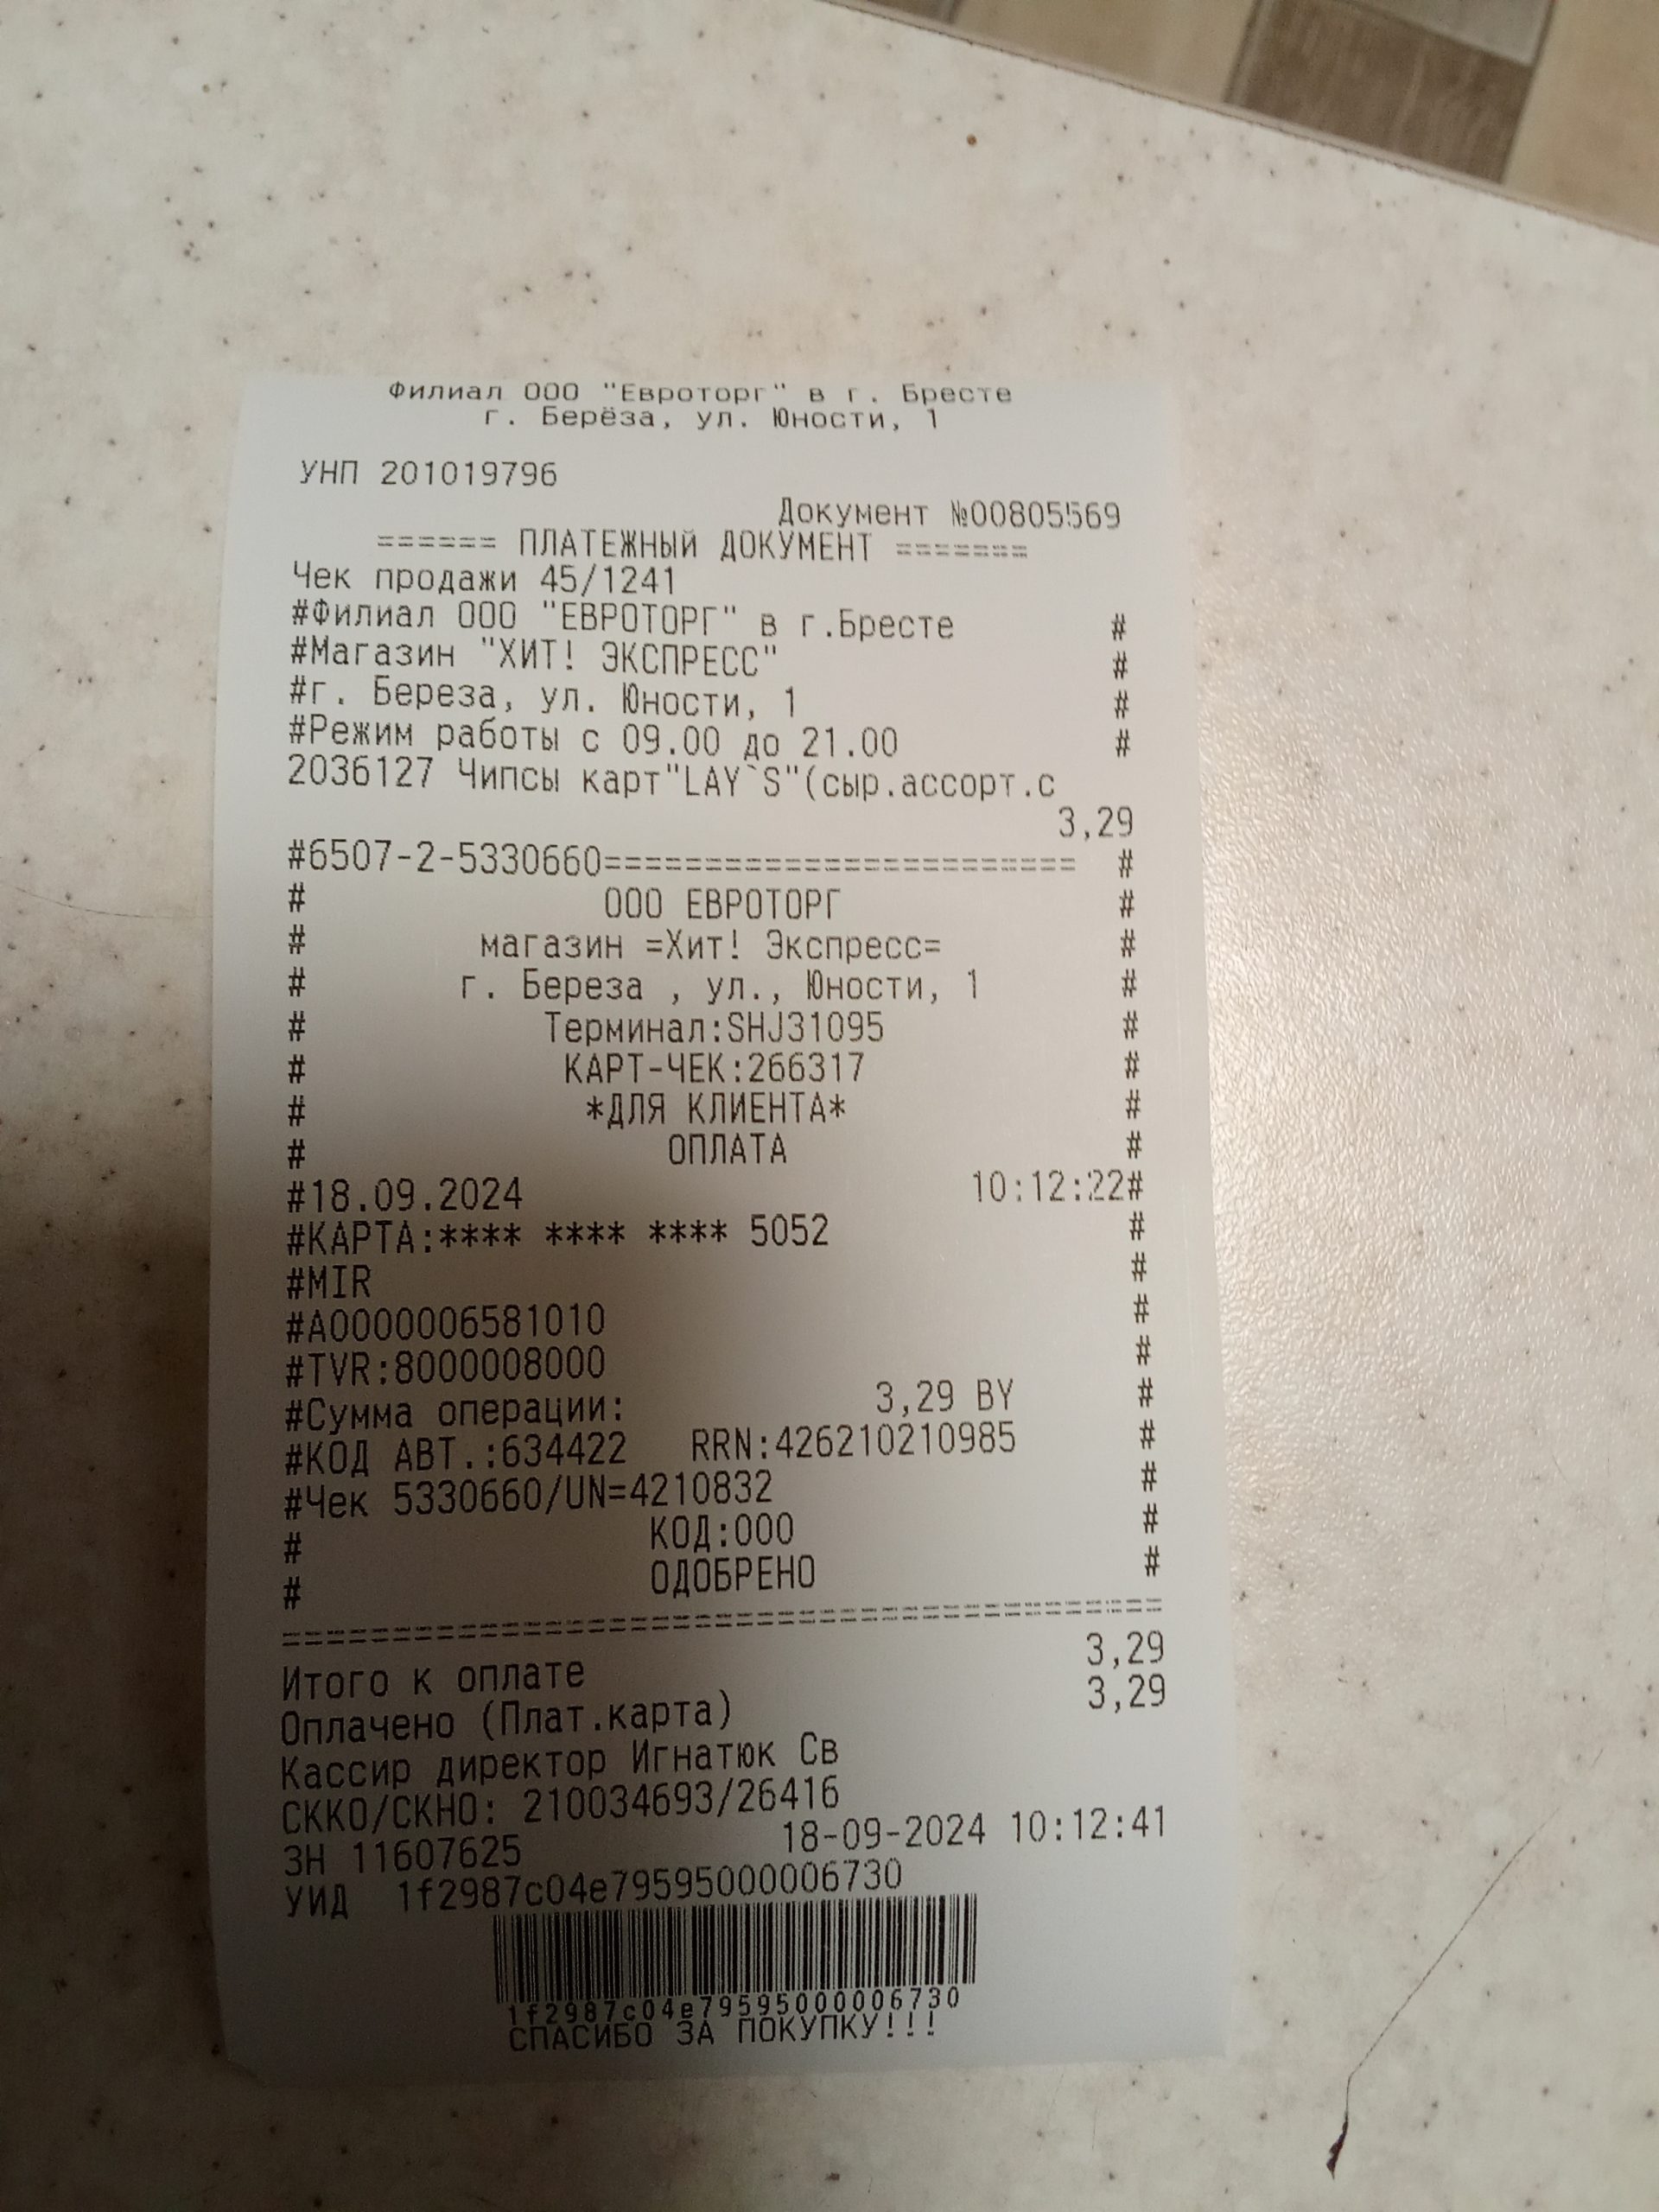 Филиал ООО "Евроторг" в г. Бресте
г. Берёза, ул. Юности, 1
УНП 201019796
Документ №00805569
====== ПЛАТЕЖНЫЙ ДОКУМЕНТ =======
Чек продажи 45/1241
#Филиал ООО "ЕВРОТОРГ" в г.Бресте #
#Магазин "ХИТ! ЭКСПРЕСС" #
#г. Береза, ул. Юности, 1 #
#Режим работы с 09.00 до 21.00 #
2036127 Чипсы карт"LAY`S"(сыр.ассорт.с
3,29
#6507-2-5330660======================= #
# ООО ЕВРОТОРГ #
# магазин =Хит! Экспресс= #
# г. Береза , ул., Юности, 1 #
# Терминал:SHJ31095 #
# КАРТ-ЧЕК:266317 #
# *ДЛЯ КЛИЕНТА* #
# ОПЛАТА #
#18.09.2024 10:12:22#
#КАРТА:**** **** **** 5052 #
#MIR #
#A0000006581010 #
#TVR:8000008000 #
#Сумма операции: 3,29 BY #
#КОД АВТ.:634422 RRN:426210210985 #
#Чек 5330660/UN=4210832 #
# КОД:000 #
# ОДОБРЕНО #
========================================
Итого к оплате 3,29
Оплачено (Плат.карта) 3,29
Кассир директор Игнатюк Св
СККО/СКНО: 210034693/26416
ЗН 11607625 18-09-2024 10:12:41
УИД 1f2987c04e79595000006730
1f2987c04e79595000006730
СПАСИБО ЗА ПОКУПКУ!!!